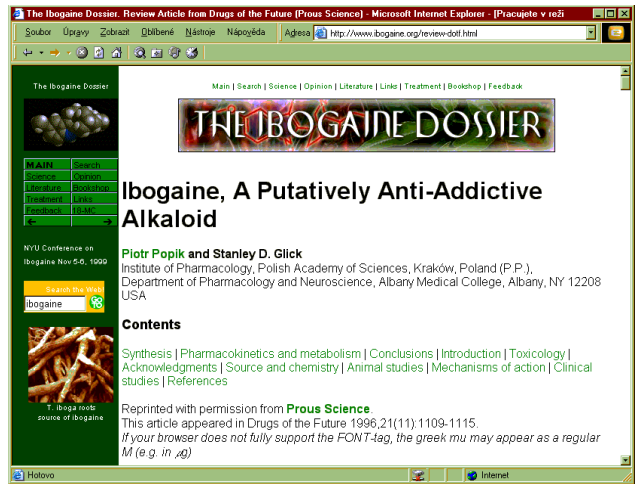 The Ibogaine Dossier. Review Article from Drugs of the Future (Prous Science) - Microsoft Internet Explorer - [Pracujete v reži
Soubor Úpravy Zobrazit Oblíbené Nástroje Nápověda Adresa http://www.ibogaine.org/review-dotf.html
The Ibogaine Dossier
MAIN Search
Science Opinion
Literature Bookshop
Treatment Links
Feedback 18-MC
NYU Conference on
Ibogaine Nov 5-6, 1999
Search the Web!
ibogaine GO
TO
T. iboga roots
source of ibogaine
Main | Search | Science | Opinion | Literature | Links | Treatment | Bookshop | Feedback
THE IBOGAINE DOSSIER
Ibogaine, A Putatively Anti-Addictive
Alkaloid
Piotr Popik and Stanley D. Glick
Institute of Pharmacology, Polish Academy of Sciences, Kraków, Poland (P.P.),
Department of Pharmacology and Neuroscience, Albany Medical College, Albany, NY 12208
USA
Contents
Synthesis | Pharmacokinetics and metabolism | Conclusions | Introduction | Toxicology |
Acknowledgments | Source and chemistry | Animal studies | Mechanisms of action | Clinical
studies | References
Reprinted with permission from Prous Science.
This article appeared in Drugs of the Future 1996,21(11):1109-1115.
If your browser does not fully support the FONT-tag, the greek mu may appear as a regular
M (e.g. in µg)
Hotovo Internet